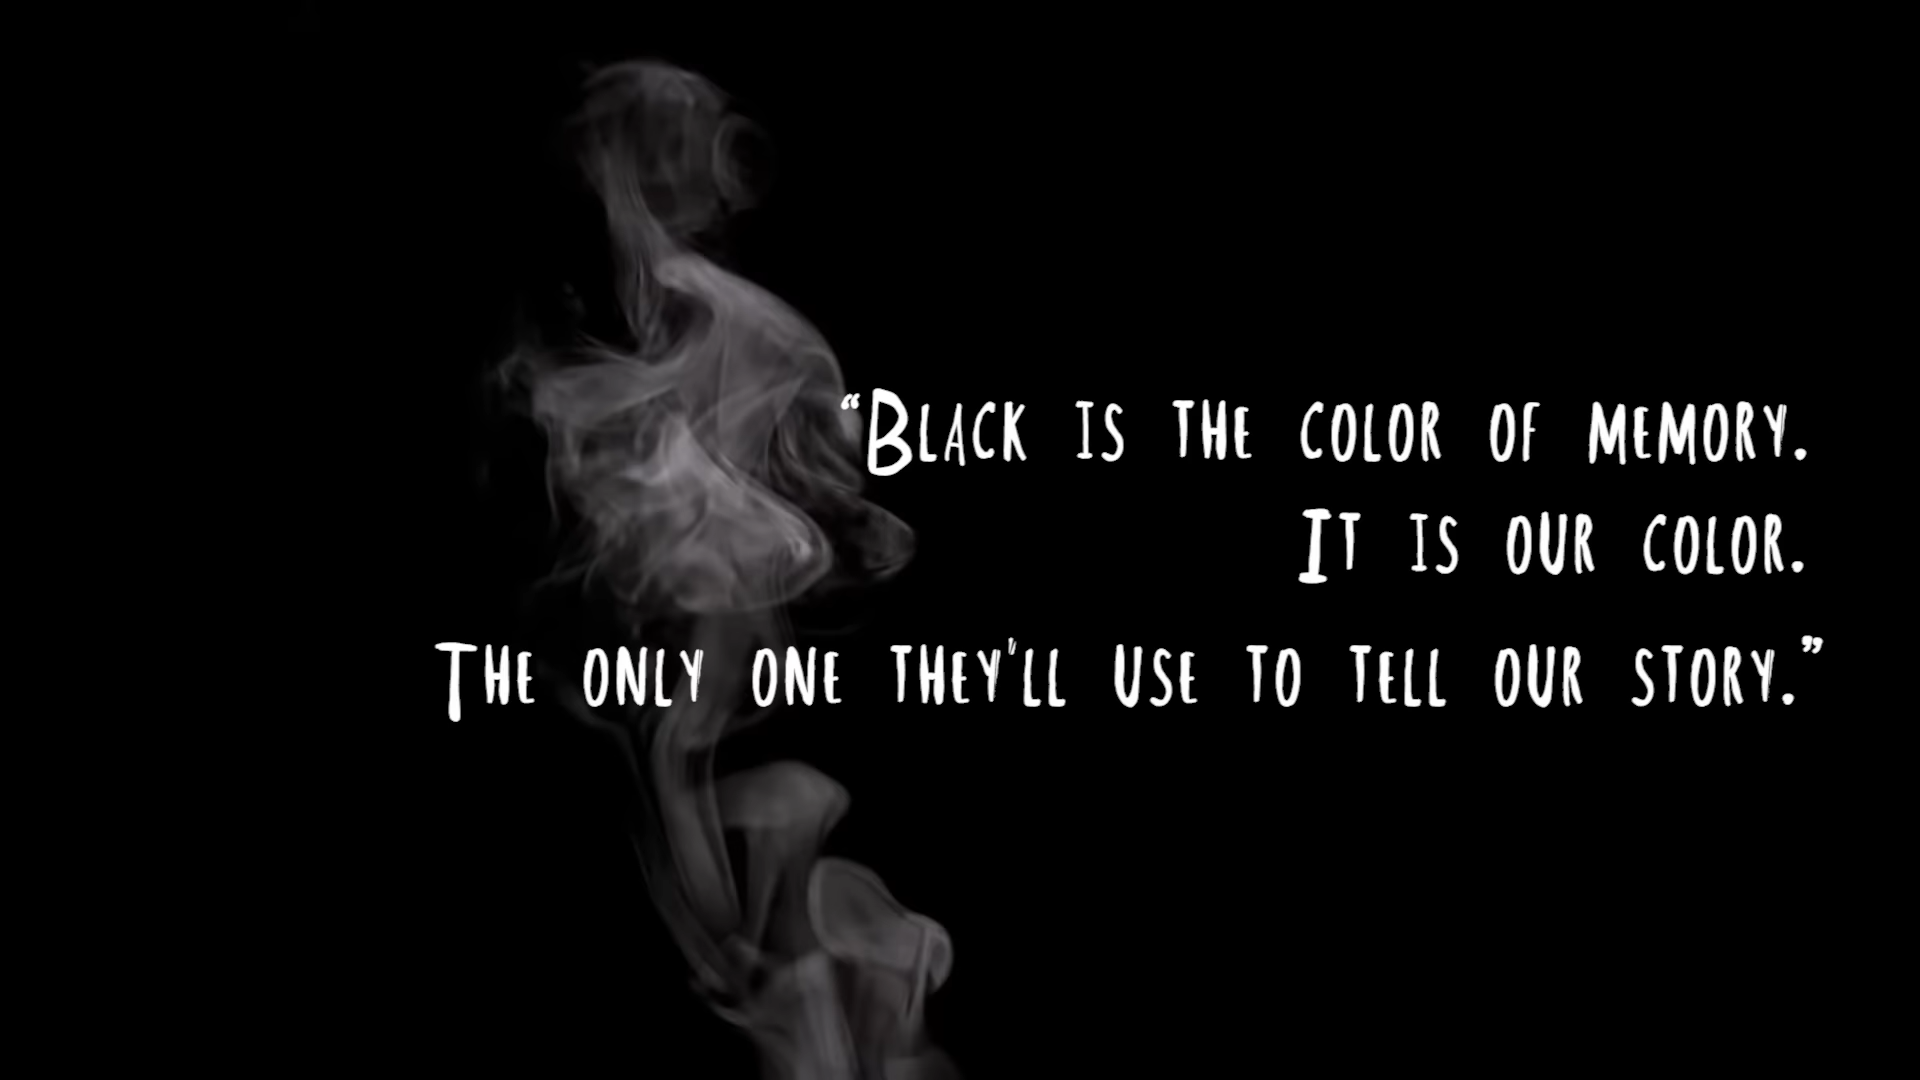 “Black is the color of memory.
It is our color.
The only one they'll use to tell our story.”